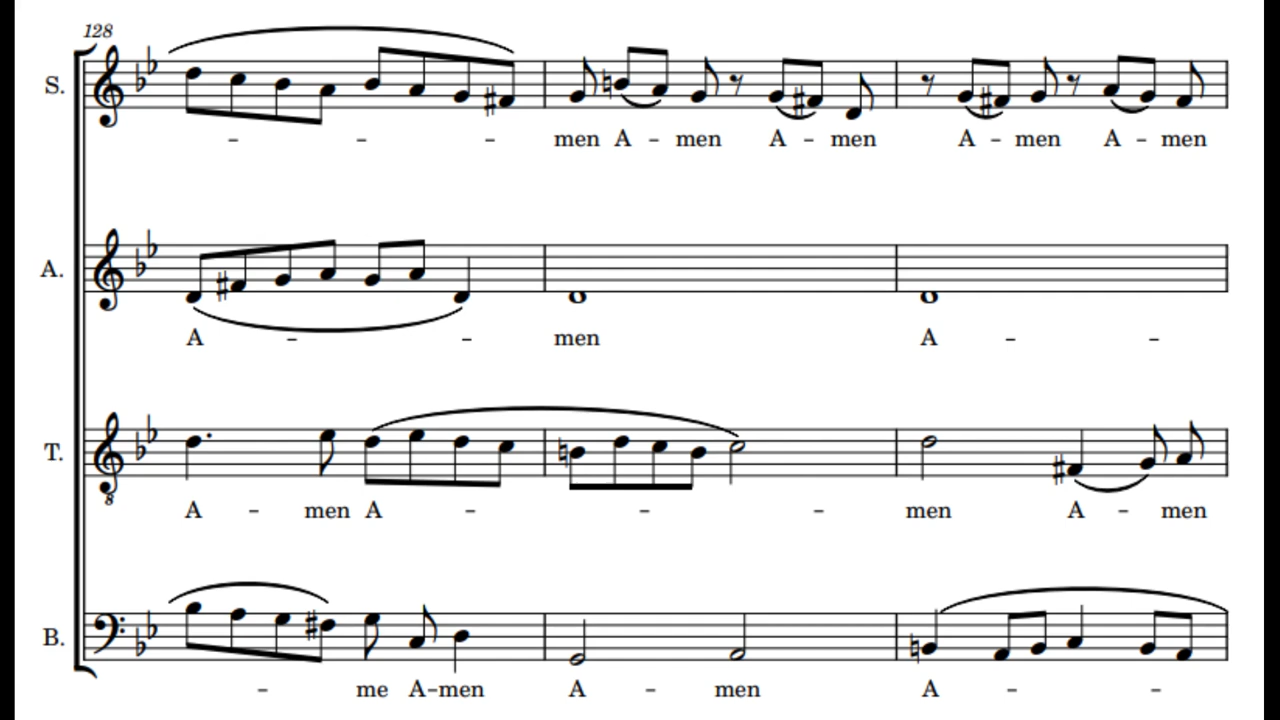 128
S.
– – – men A – men A – men A – men A – men
A.
A – – men A – –
T.
8
A – men A – – – men A – men
B.
– me A–men A – men A – –